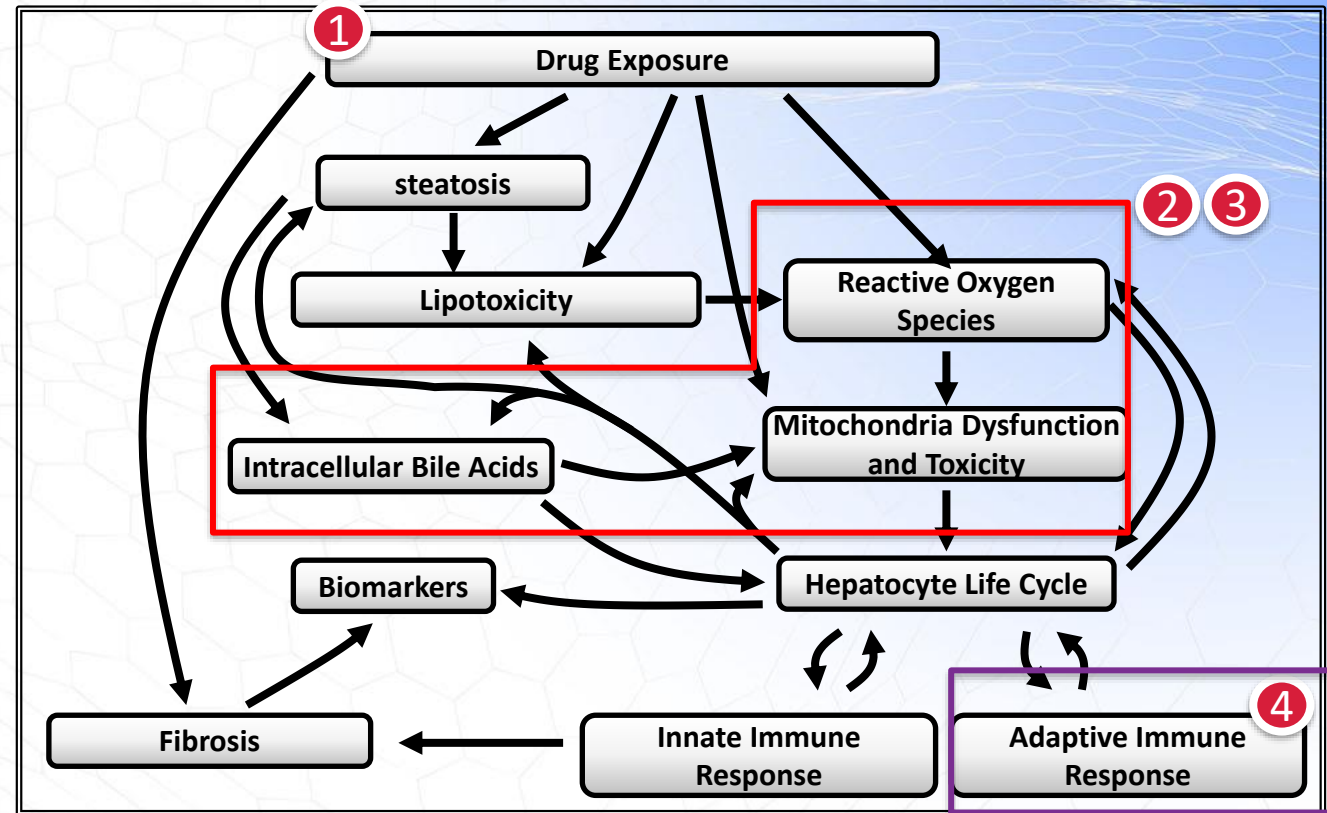 1
Drug Exposure
steatosis
2 3
Reactive Oxygen
Species
Lipotoxicity
Mitochondria Dysfunction
and Toxicity
Intracellular Bile Acids
Biomarkers
Hepatocyte Life Cycle
4
Fibrosis
Innate Immune
Response
Adaptive Immune
Response